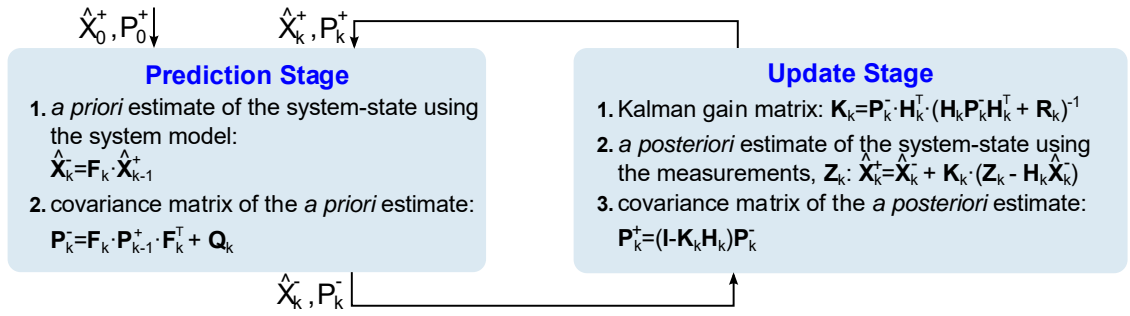 X̂₀⁺,P₀⁺
X̂ₖ⁺,Pₖ⁺
Prediction Stage
1. a priori estimate of the system-state using
the system model:
X̂ₖ⁻=Fₖ·X̂ₖ₋₁⁺
2. covariance matrix of the a priori estimate:
Pₖ⁻=Fₖ·Pₖ₋₁⁺·Fₖᵀ + Qₖ
X̂ₖ⁻,Pₖ⁻
Update Stage
1. Kalman gain matrix: Kₖ=Pₖ⁻·Hₖᵀ·(HₖPₖ⁻Hₖᵀ + Rₖ)⁻¹
2. a posteriori estimate of the system-state using
the measurements, Zₖ: X̂ₖ⁺=X̂ₖ⁻ + Kₖ·(Zₖ - HₖX̂ₖ⁻)
3. covariance matrix of the a posteriori estimate:
Pₖ⁺=(I-KₖHₖ)Pₖ⁻